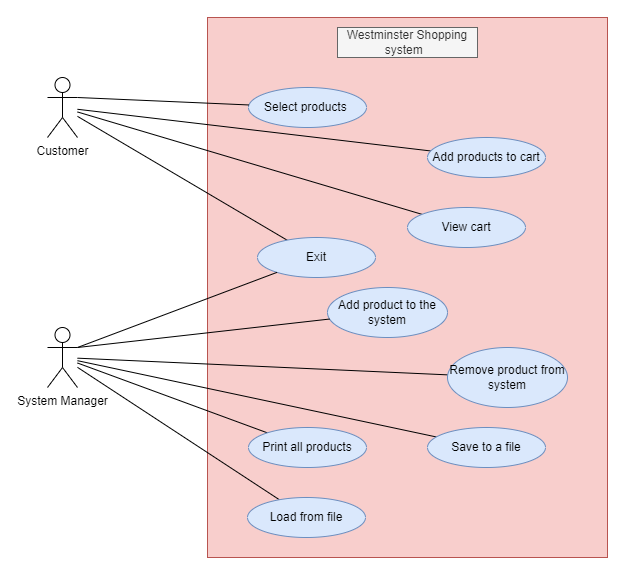 Westminster Shopping
system
Select products
Customer
Add products to cart
View cart
Exit
Add product to the
system
Remove product from
system
System Manager
Print all products
Save to a file
Load from file